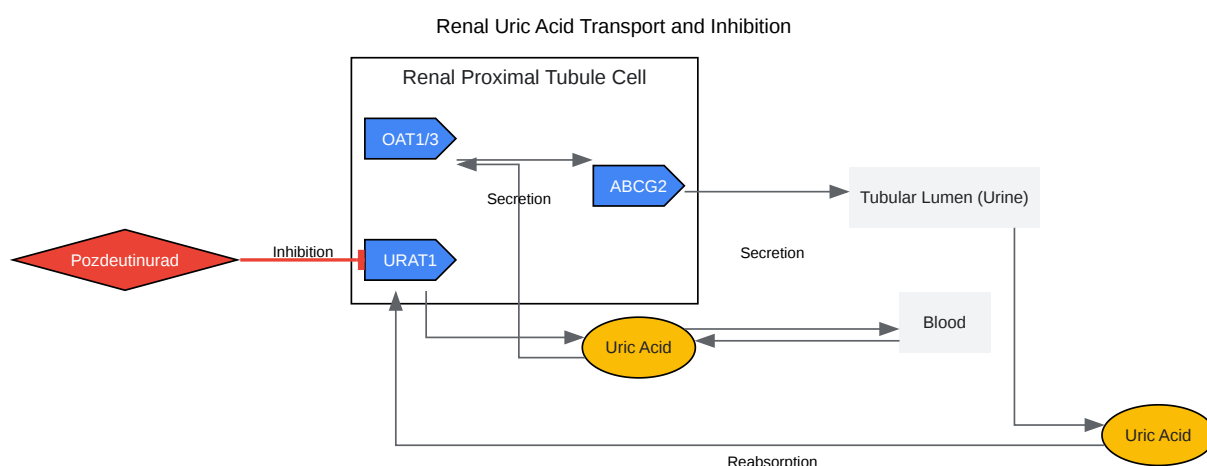 Renal Uric Acid Transport and Inhibition
Renal Proximal Tubule Cell
OAT1/3
ABCG2
Secretion
Tubular Lumen (Urine)
Pozdeutinurad
Inhibition
URAT1
Secretion
Blood
Uric Acid
Uric Acid
Reabsorption